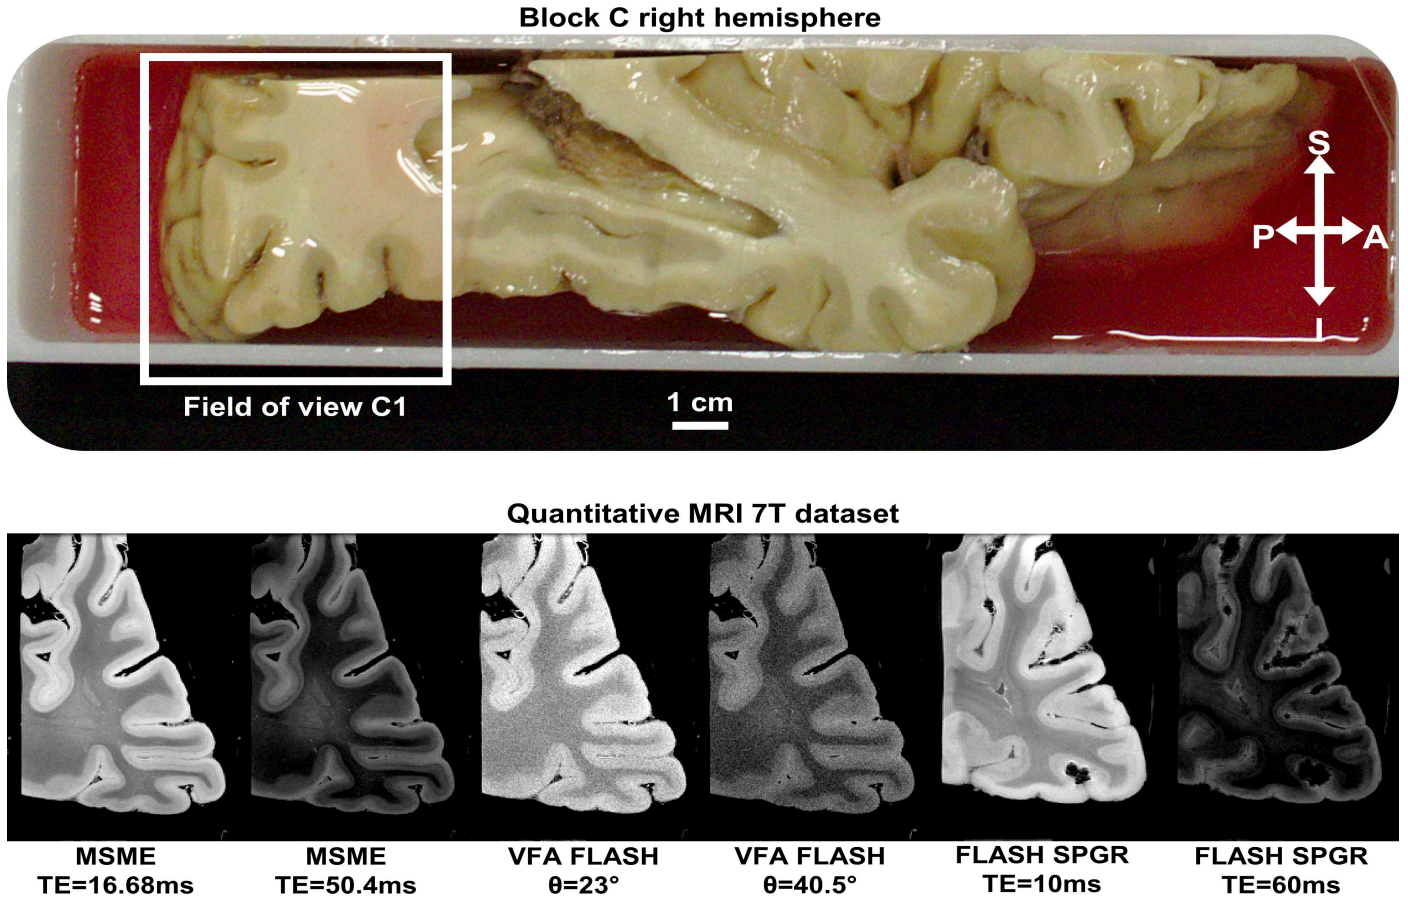 Block C right hemisphere
S
P A
I
Field of view C1
1 cm
Quantitative MRI 7T dataset
MSME
TE=16.68ms
MSME
TE=50.4ms
VFA FLASH
θ=23°
VFA FLASH
θ=40.5°
FLASH SPGR
TE=10ms
FLASH SPGR
TE=60ms